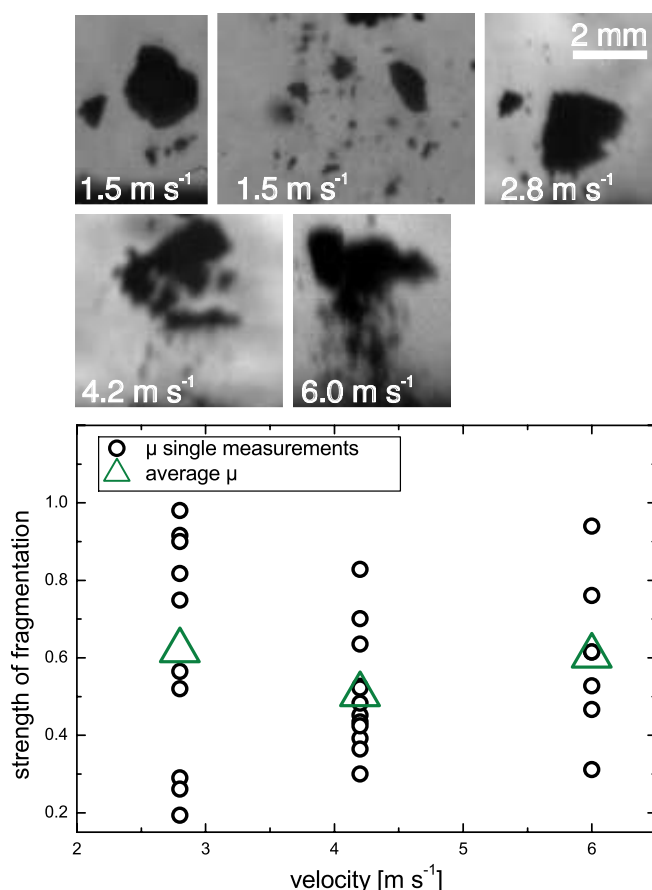 2 mm
1.5 m s⁻¹
1.5 m s⁻¹
2.8 m s⁻¹
4.2 m s⁻¹
6.0 m s⁻¹
μ single measurements
average μ
1.0
0.8
0.6
0.4
0.2
strength of fragmentation
2 3 4 5 6
velocity [m s⁻¹]